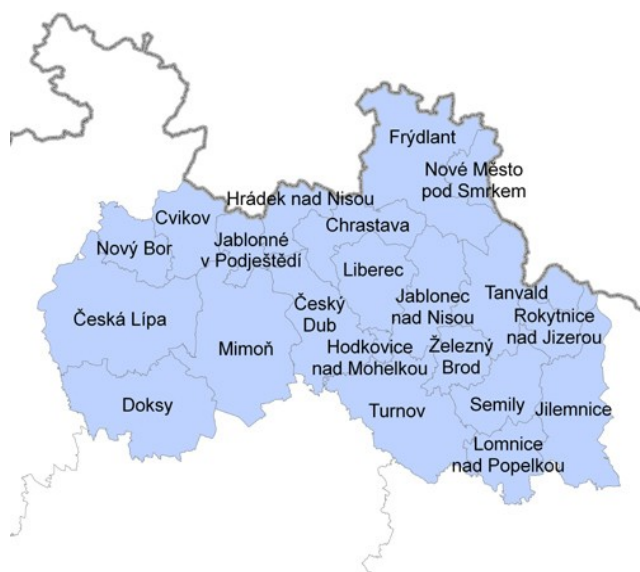 Frýdlant
Nové Město
pod Smrkem
Hrádek nad Nisou
Cvikov
Chrastava
Nový Bor
Jablonné
v Podještědí
Liberec
Česká Lípa
Český
Dub
Jablonec
nad Nisou
Tanvald
Rokytnice
nad Jizerou
Mimoň
Hodkovice
nad Mohelkou
Železný
Brod
Doksy
Turnov
Semily
Jilemnice
Lomnice
nad Popelkou